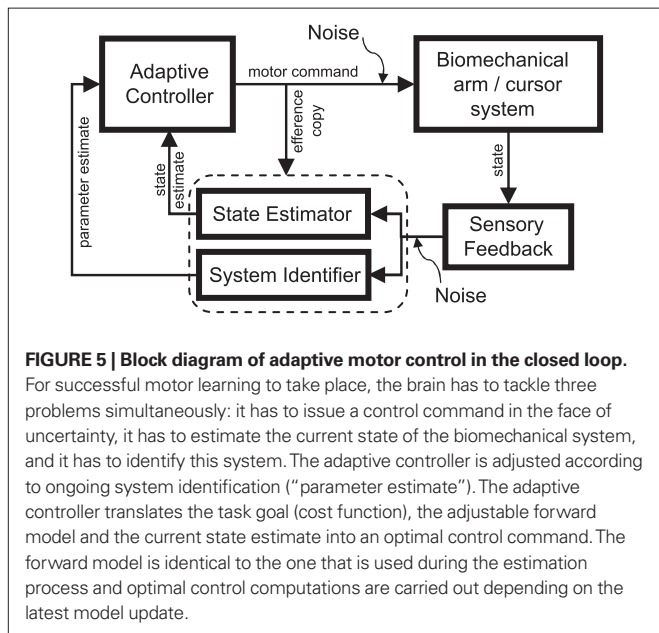 Noise
Adaptive
Controller
motor command
Biomechanical
arm / cursor
system
efference
copy
parameter estimate
state
estimate
state
State Estimator
System Identifier
Sensory
Feedback
Noise
FIGURE 5 | Block diagram of adaptive motor control in the closed loop.
For successful motor learning to take place, the brain has to tackle three
problems simultaneously: it has to issue a control command in the face of
uncertainty, it has to estimate the current state of the biomechanical system,
and it has to identify this system. The adaptive controller is adjusted according
to ongoing system identification (“parameter estimate”). The adaptive
controller translates the task goal (cost function), the adjustable forward
model and the current state estimate into an optimal control command. The
forward model is identical to the one that is used during the estimation
process and optimal control computations are carried out depending on the
latest model update.